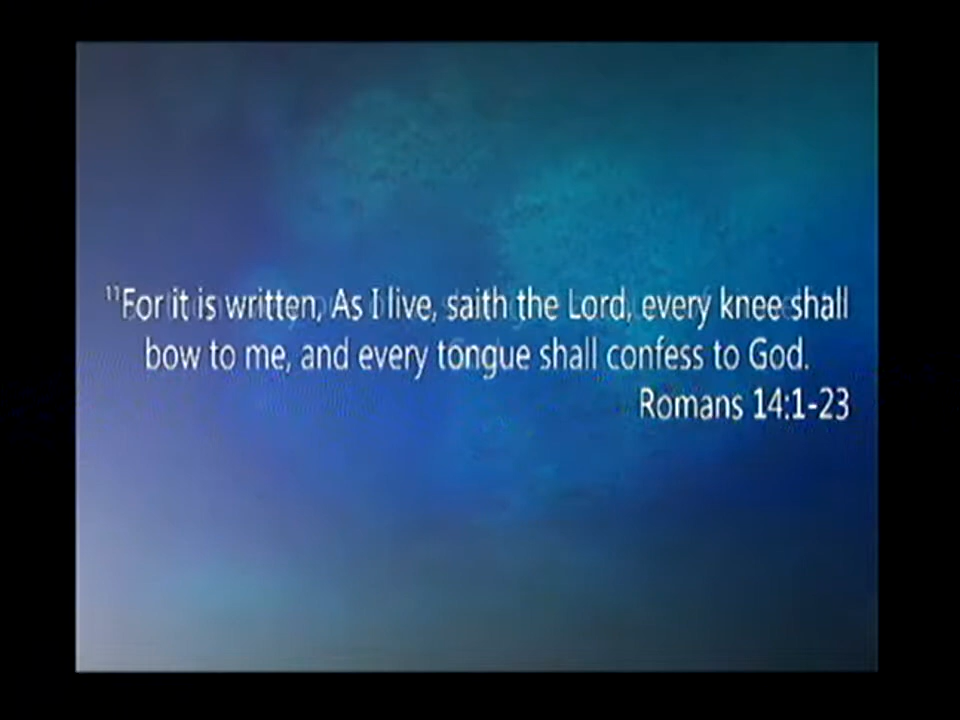 ¹¹For it is written, As I live, saith the Lord, every knee shall
bow to me, and every tongue shall confess to God.
Romans 14:1-23